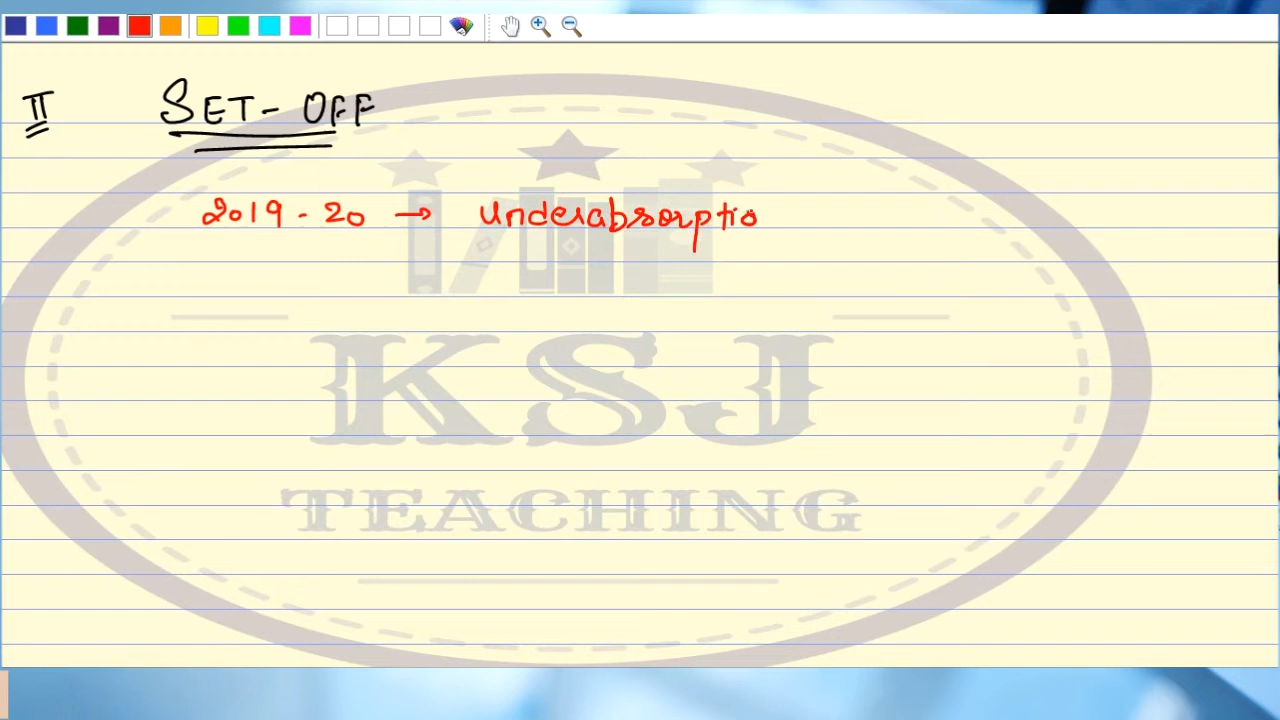 II SET-OFF
2019-20 → underabsorptio
KSJ
TEACHING